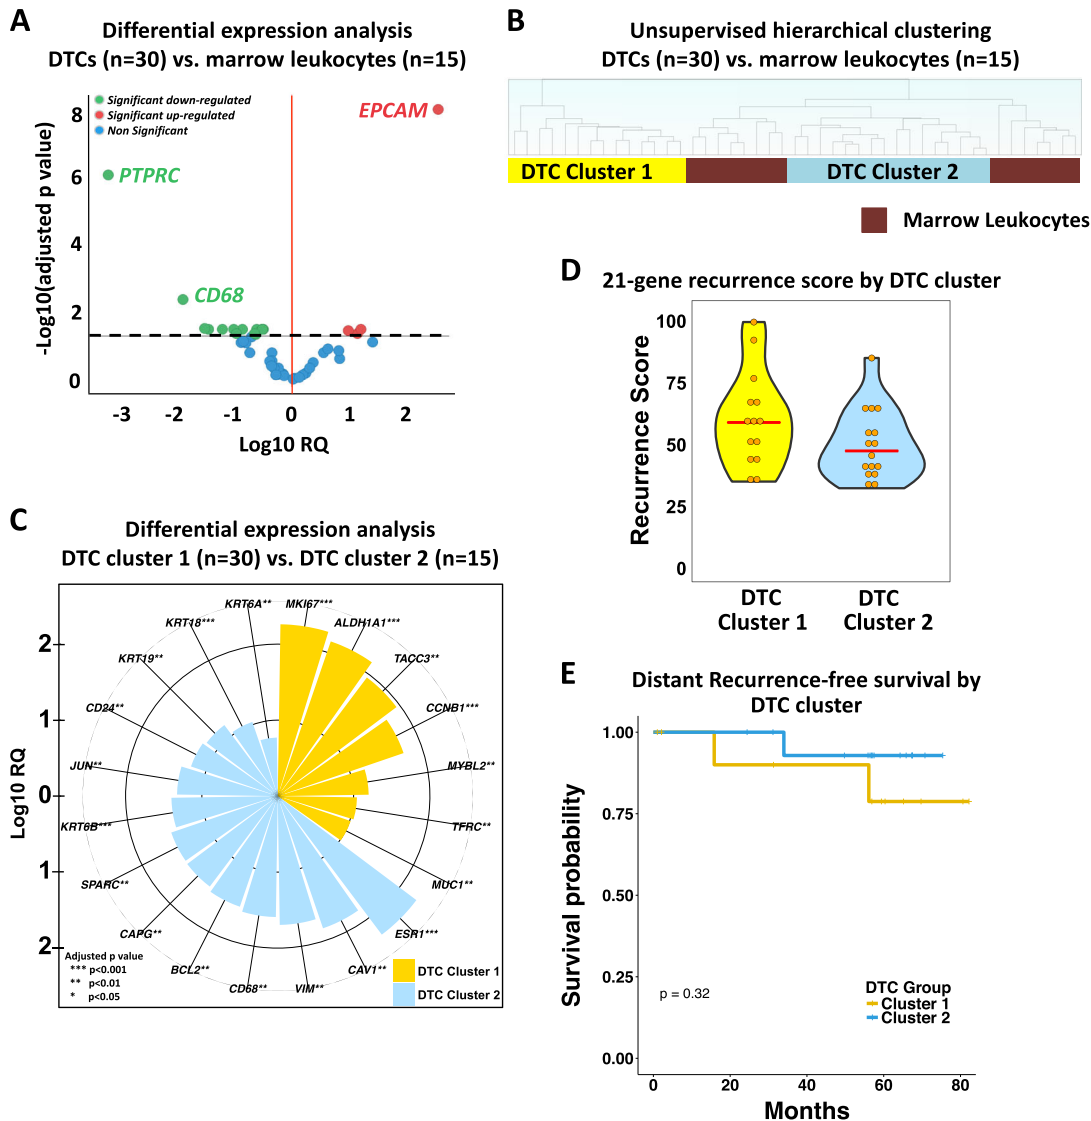 A
Differential expression analysis
DTCs (n=30) vs. marrow leukocytes (n=15)
Significant down-regulated
Significant up-regulated
Non Significant
EPCAM
PTPRC
CD68
-Log10(adjusted p value)
8
6
4
2
0
-3
-2
-1
0
1
2
Log10 RQ
B
Unsupervised hierarchical clustering
DTCs (n=30) vs. marrow leukocytes (n=15)
DTC Cluster 1
DTC Cluster 2
Marrow Leukocytes
C
Differential expression analysis
DTC cluster 1 (n=30) vs. DTC cluster 2 (n=15)
Log10 RQ
2
1
0
1
2
KRT6A**
MKI67***
KRT18***
ALDH1A1***
KRT19**
TACC3**
CD24**
CCNB1***
JUN**
MYBL2**
KRT6B***
TFRC**
SPARC**
MUC1**
CAPG**
ESR1***
BCL2**
CAV1**
CD68**
VIM**
Adjusted p value
*** p<0.001
** p<0.01
* p<0.05
DTC Cluster 1
DTC Cluster 2
D
21-gene recurrence score by DTC cluster
Recurrence Score
100
75
50
25
0
DTC
Cluster 1
DTC
Cluster 2
E
Distant Recurrence-free survival by
DTC cluster
Survival probability
1.00
0.75
0.50
0.25
0.00
p = 0.32
DTC Group
Cluster 1
Cluster 2
0
20
40
60
80
Months